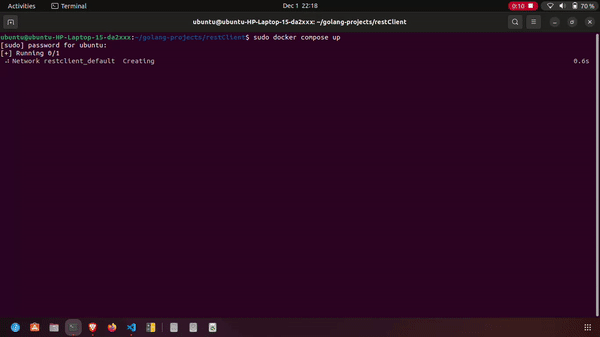 Activities Terminal Dec 1 22:18 0:10 70 %
ubuntu@ubuntu-HP-Laptop-15-da2xxx: ~/golang-projects/restClient
ubuntu@ubuntu-HP-Laptop-15-da2xxx:~/golang-projects/restClient$ sudo docker compose up
[sudo] password for ubuntu:
[+] Running 0/1
Network restclient_default Creating 0.6s